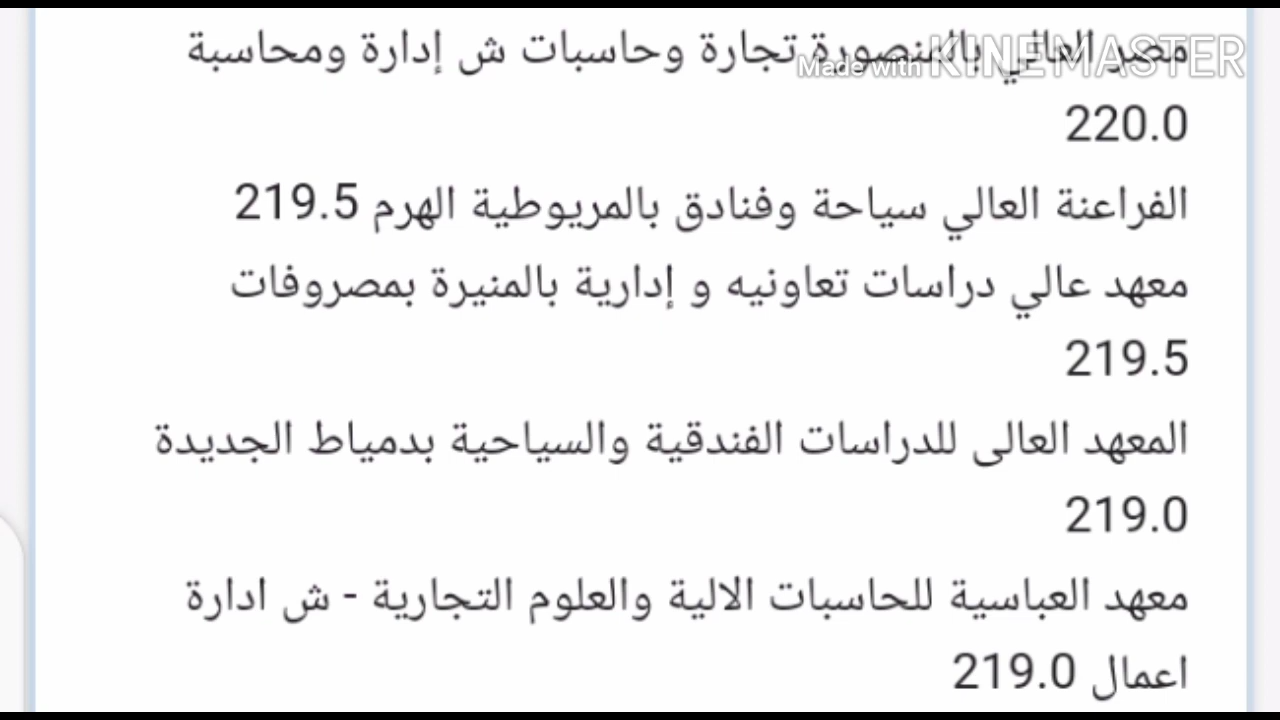 مصر العالي بالمنصورة تجارة وحاسبات ش إدارة ومحاسبة
Made with KINEMASTER
220.0
الفراعنة العالي سياحة وفنادق بالمريوطية الهرم 219.5
معهد عالي دراسات تعاونيه و إدارية بالمنيرة بمصروفات
219.5
المعهد العالى للدراسات الفندقية والسياحية بدمياط الجديدة
219.0
معهد العباسية للحاسبات الالية والعلوم التجارية - ش ادارة
اعمال 219.0